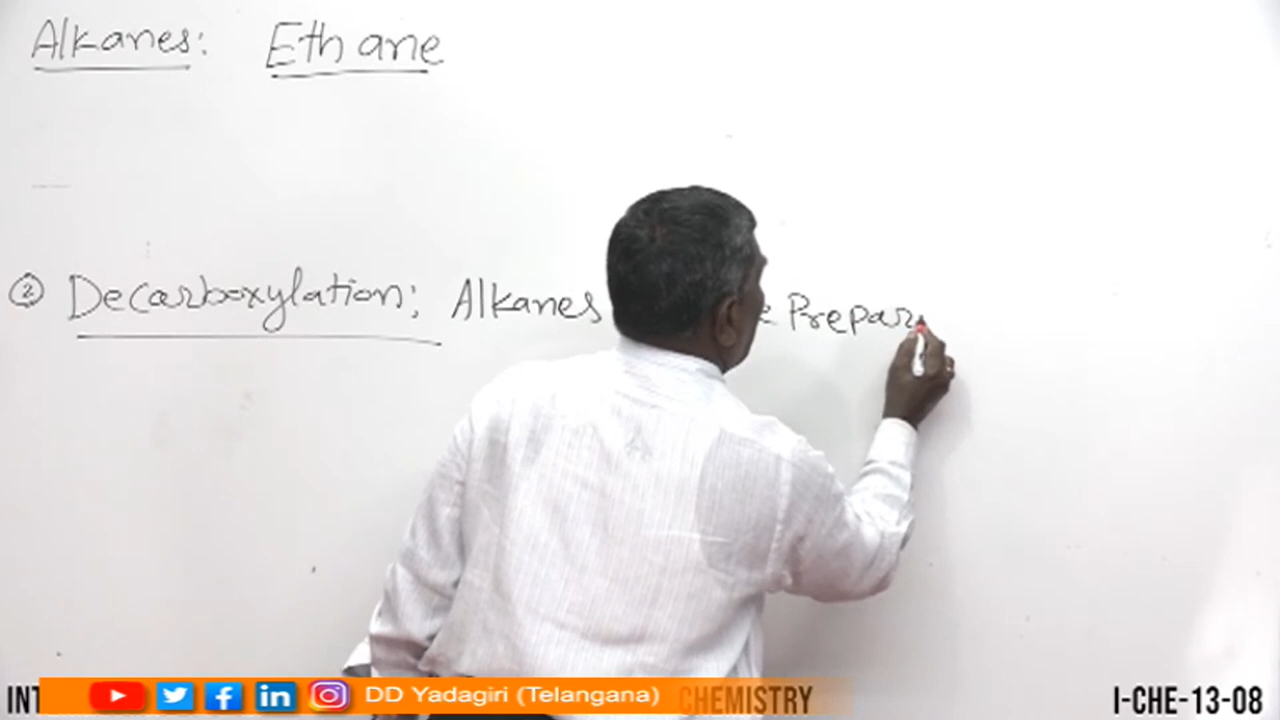 Alkanes: Ethane
② Decarboxylation; Alkanes Prepar
INT
DD Yadagiri (Telangana)
CHEMISTRY
I-CHE-13-08